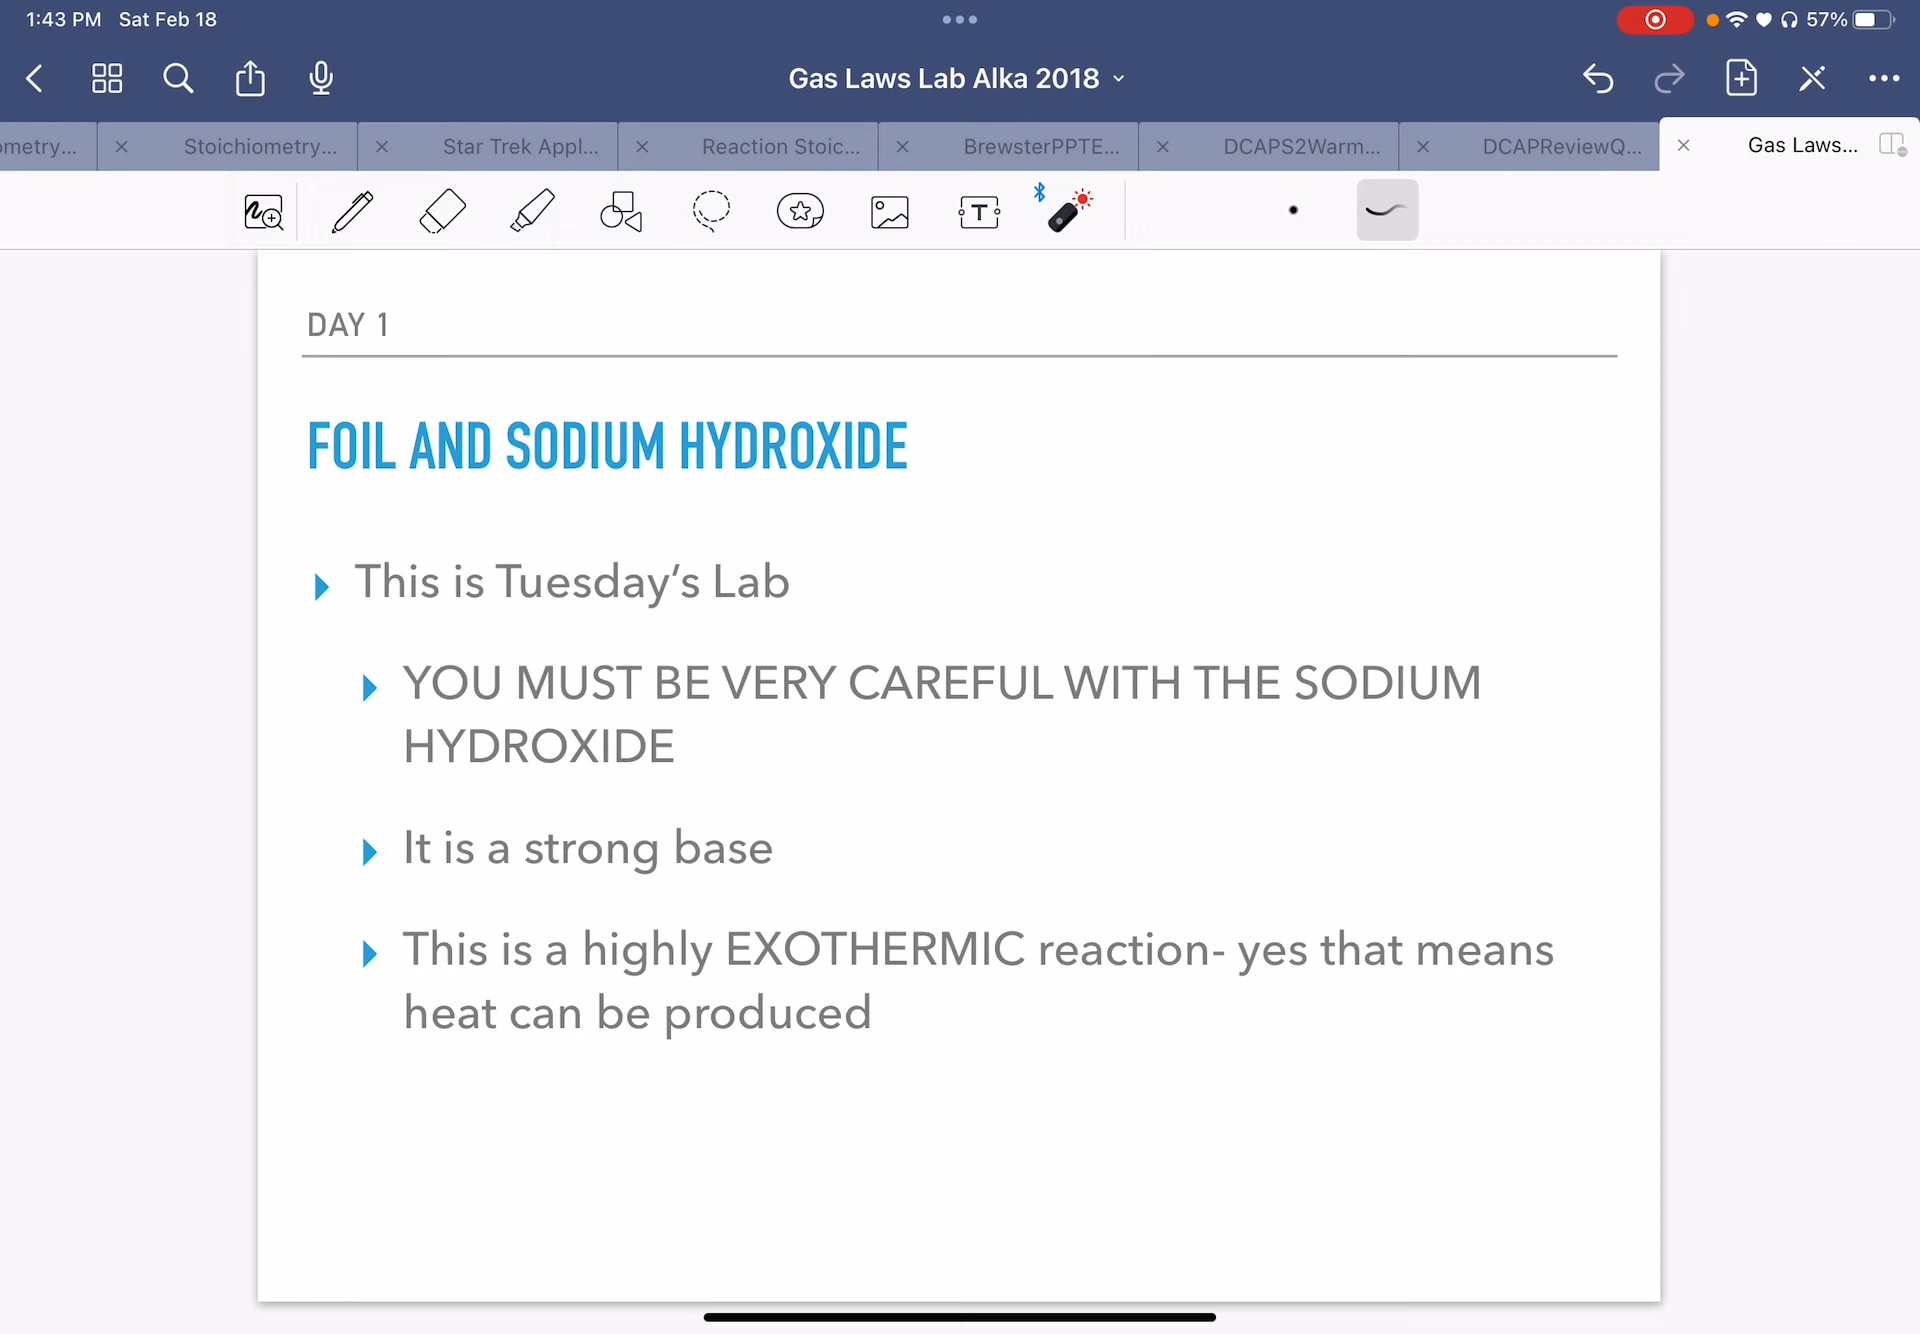 1:43 PM Sat Feb 18
57%
Gas Laws Lab Alka 2018
ometry...
Stoichiometry...
Star Trek Appl...
Reaction Stoic...
BrewsterPPTE...
DCAPS2Warm...
DCAPReviewQ...
Gas Laws...
T
DAY 1
FOIL AND SODIUM HYDROXIDE
This is Tuesday’s Lab
YOU MUST BE VERY CAREFUL WITH THE SODIUM
HYDROXIDE
It is a strong base
This is a highly EXOTHERMIC reaction- yes that means
heat can be produced